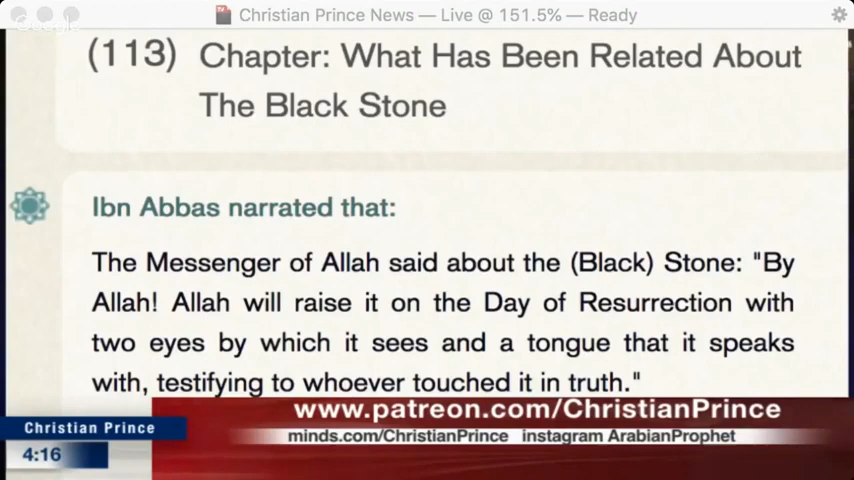 Christian Prince News — Live @ 151.5% — Ready
Google
(113) Chapter: What Has Been Related About
The Black Stone
Ibn Abbas narrated that:
The Messenger of Allah said about the (Black) Stone: "By
Allah! Allah will raise it on the Day of Resurrection with
two eyes by which it sees and a tongue that it speaks
with, testifying to whoever touched it in truth."
www.patreon.com/ChristianPrince
Christian Prince
minds.com/ChristianPrince instagram ArabianProphet
4:16